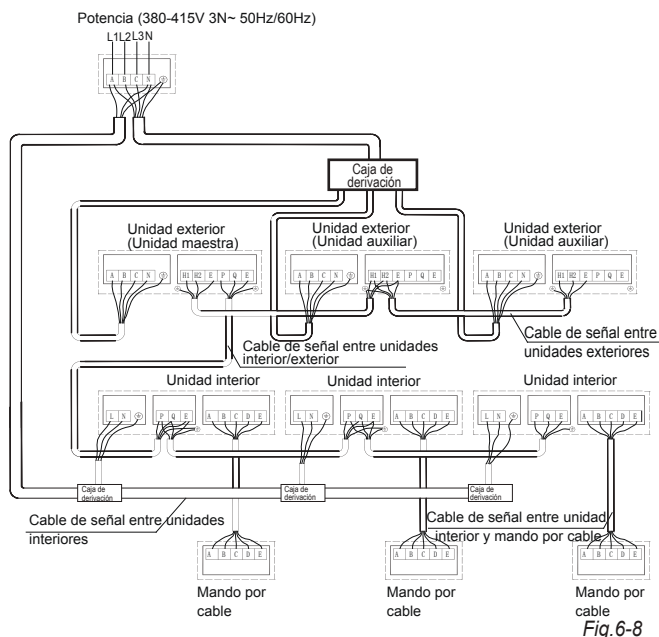 Potencia (380-415V 3N~ 50Hz/60Hz)
L1L2L3N
A B C N
Caja de
derivación
Unidad exterior
(Unidad maestra)
Unidad exterior
(Unidad auxiliar)
Unidad exterior
(Unidad auxiliar)
A B C N
H1 H2 E P Q E
A B C N
H1 H2 E P Q E
A B C N
H1 H2 E P Q E
Cable de señal entre
unidades exteriores
Cable de señal entre unidades
interior/exterior
Unidad interior
Unidad interior
Unidad interior
L N
P Q E
A B C D E
L N
P Q E
A B C D E
L N
P Q E
A B C D E
Caja de
derivación
Caja de
derivación
Caja de
derivación
Cable de señal entre unidades
interiores
Cable de señal entre unidad
interior y mando por cable
A B C D E
A B C D E
A B C D E
Mando por
cable
Mando por
cable
Mando por
cable
Fig.6-8